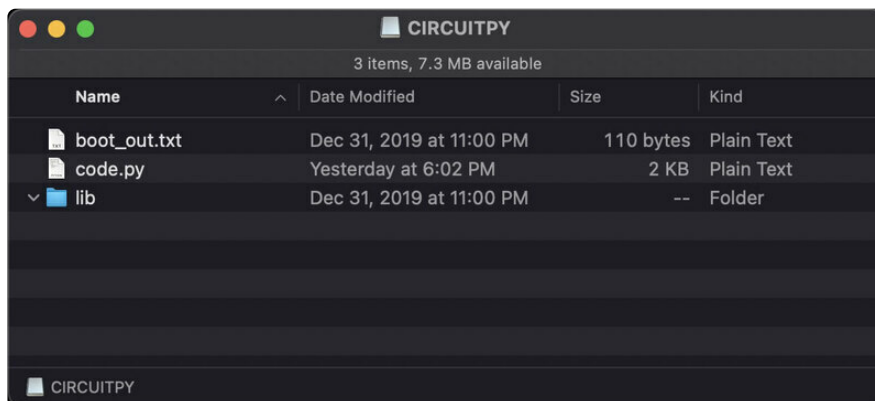 CIRCUITPY
3 items, 7.3 MB available
Name Date Modified Size Kind
boot_out.txt Dec 31, 2019 at 11:00 PM 110 bytes Plain Text
code.py Yesterday at 6:02 PM 2 KB Plain Text
lib Dec 31, 2019 at 11:00 PM -- Folder
CIRCUITPY